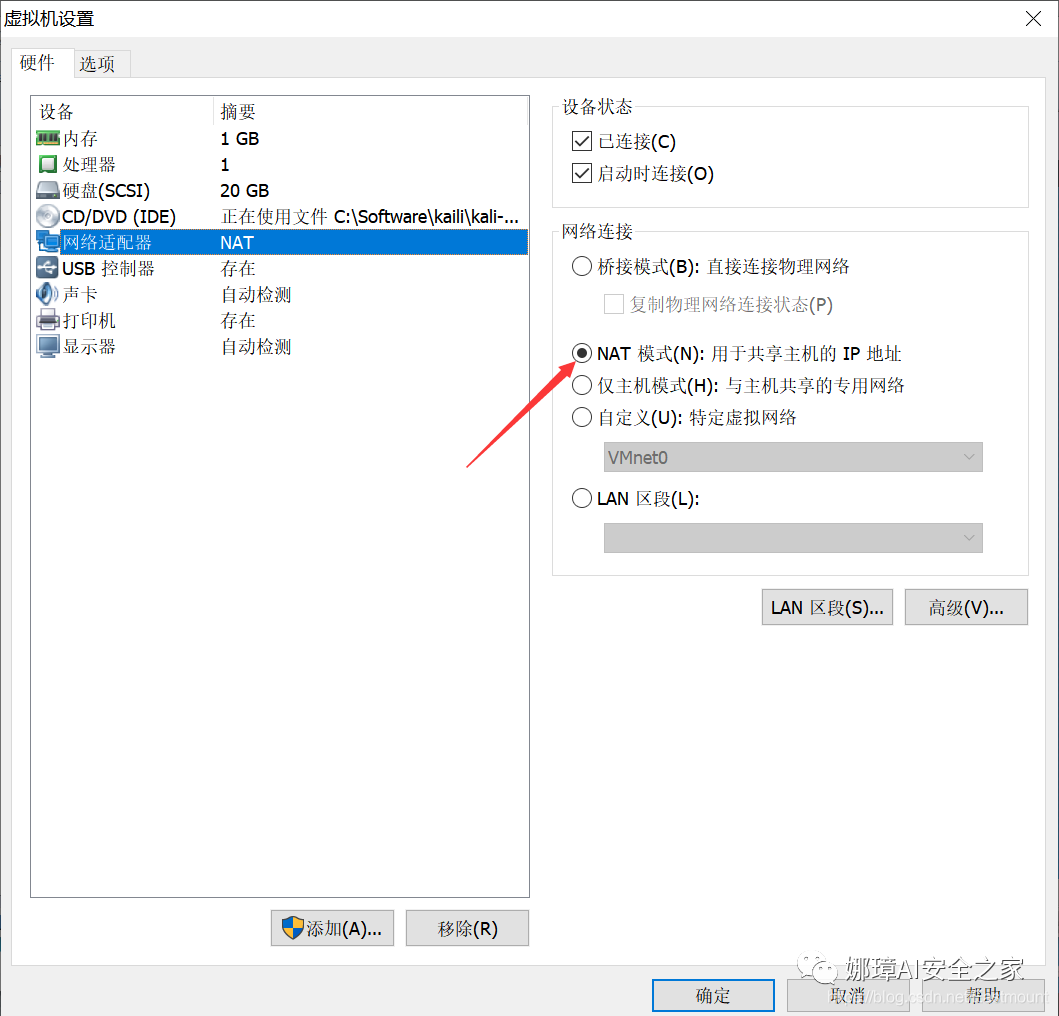 虚拟机设置
硬件 选项
设备 摘要
内存 1 GB
处理器 1
硬盘(SCSI) 20 GB
CD/DVD (IDE) 正在使用文件 C:\Software\kaili\kali-...
网络适配器 NAT
USB 控制器 存在
声卡 自动检测
打印机 存在
显示器 自动检测
添加(A)... 移除(R)
设备状态
已连接(C)
启动时连接(O)
网络连接
桥接模式(B): 直接连接物理网络
复制物理网络连接状态(P)
NAT 模式(N): 用于共享主机的 IP 地址
仅主机模式(H): 与主机共享的专用网络
自定义(U): 特定虚拟网络
VMnet0
LAN 区段(L):
LAN 区段(S)... 高级(V)...
娜璋AI安全之家
确定 取消 帮助